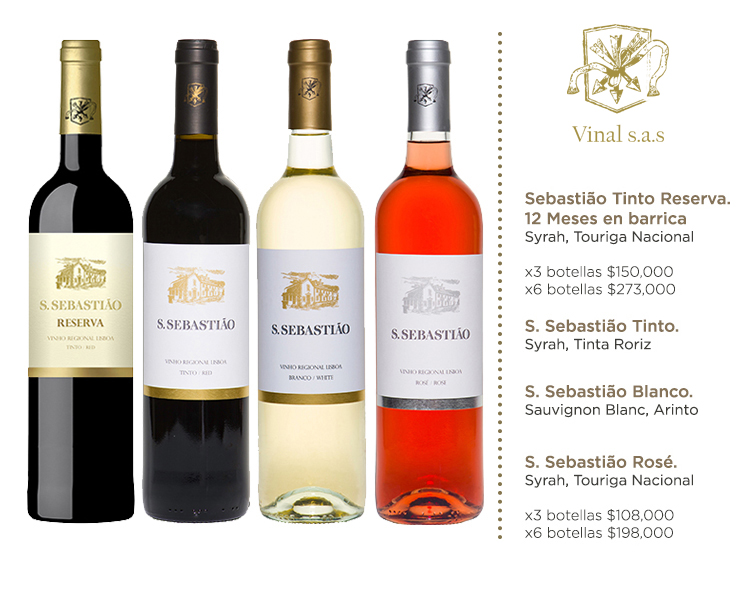 S. SEBASTIÃO
RESERVA
VINHO REGIONAL LISBOA
TINTO / RED
S. SEBASTIÃO
VINHO REGIONAL LISBOA
TINTO / RED
S. SEBASTIÃO
VINHO REGIONAL LISBOA
BRANCO / WHITE
S. SEBASTIÃO
VINHO REGIONAL LISBOA
ROSÉ / ROSE
Vinal s.a.s
Sebastião Tinto Reserva.
12 Meses en barrica
Syrah, Touriga Nacional
x3 botellas $150,000
x6 botellas $273,000
S. Sebastião Tinto.
Syrah, Tinta Roriz
S. Sebastião Blanco.
Sauvignon Blanc, Arinto
S. Sebastião Rosé.
Syrah, Touriga Nacional
x3 botellas $108,000
x6 botellas $198,000